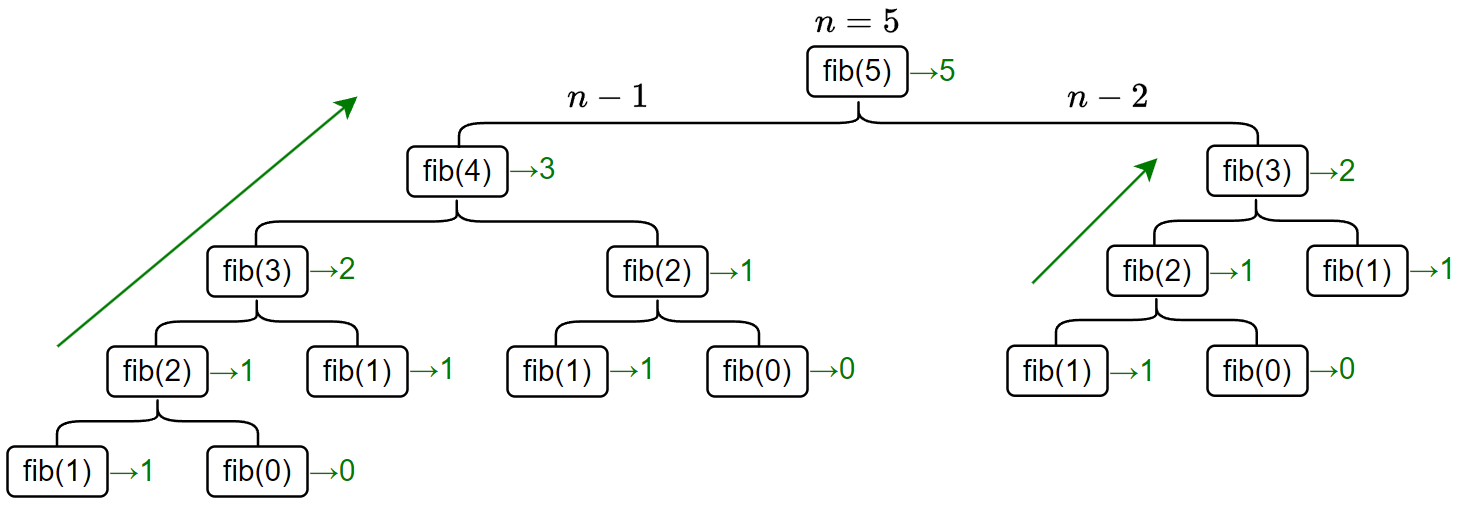 n = 5
fib(5) →5
n − 1 n − 2
fib(4) →3 fib(3) →2
fib(3) →2 fib(2) →1 fib(2) →1 fib(1) →1
fib(2) →1 fib(1) →1 fib(1) →1 fib(0) →0 fib(1) →1 fib(0) →0
fib(1) →1 fib(0) →0